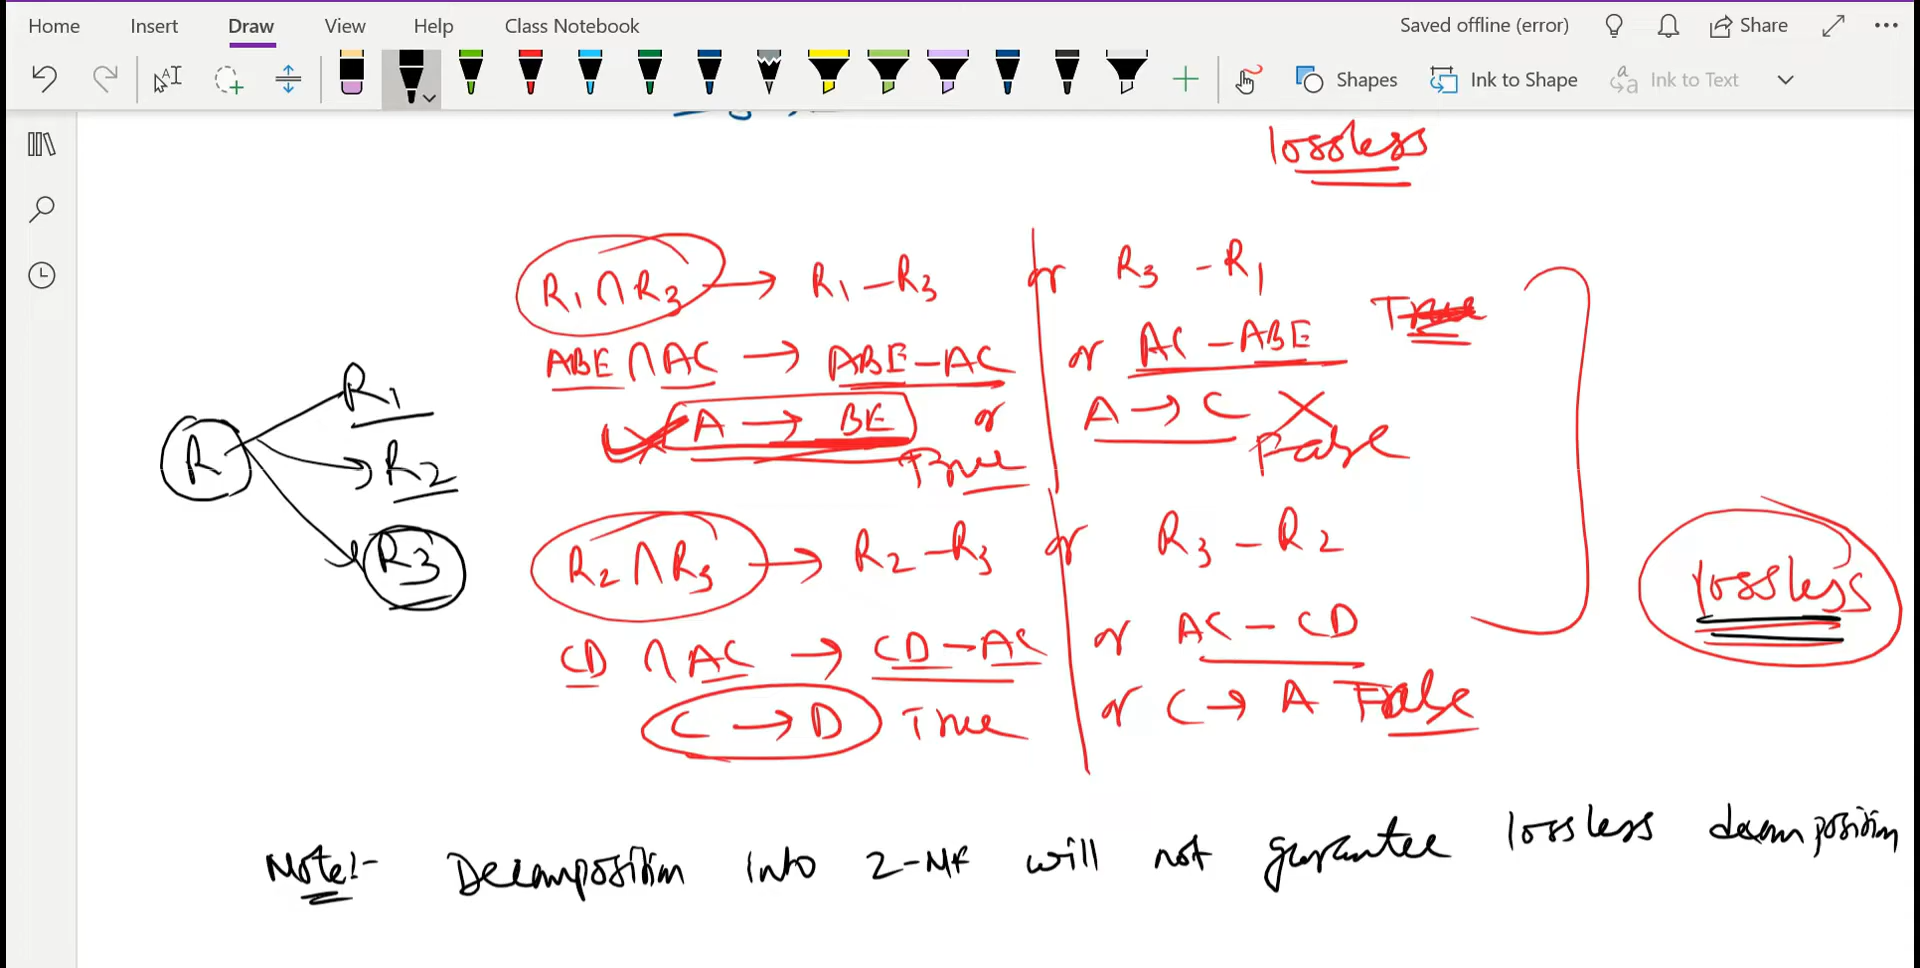 Home Insert Draw View Help Class Notebook Saved offline (error) Share
Shapes Ink to Shape Ink to Text
lossless
R1 ∩ R3 → R1 - R3 or R3 - R1
True
ABE ∩ AC → ABE - AC or AC - ABE
A → BE or A → C ✗
True False
R
R1
R2
R3
R2 ∩ R3 → R2 - R3 or R3 - R2
lossless
CD ∩ AC → CD - AC or AC - CD
C → D True or C → A False
Note:- Decomposition into 2-NF will not guarantee lossless decomposition